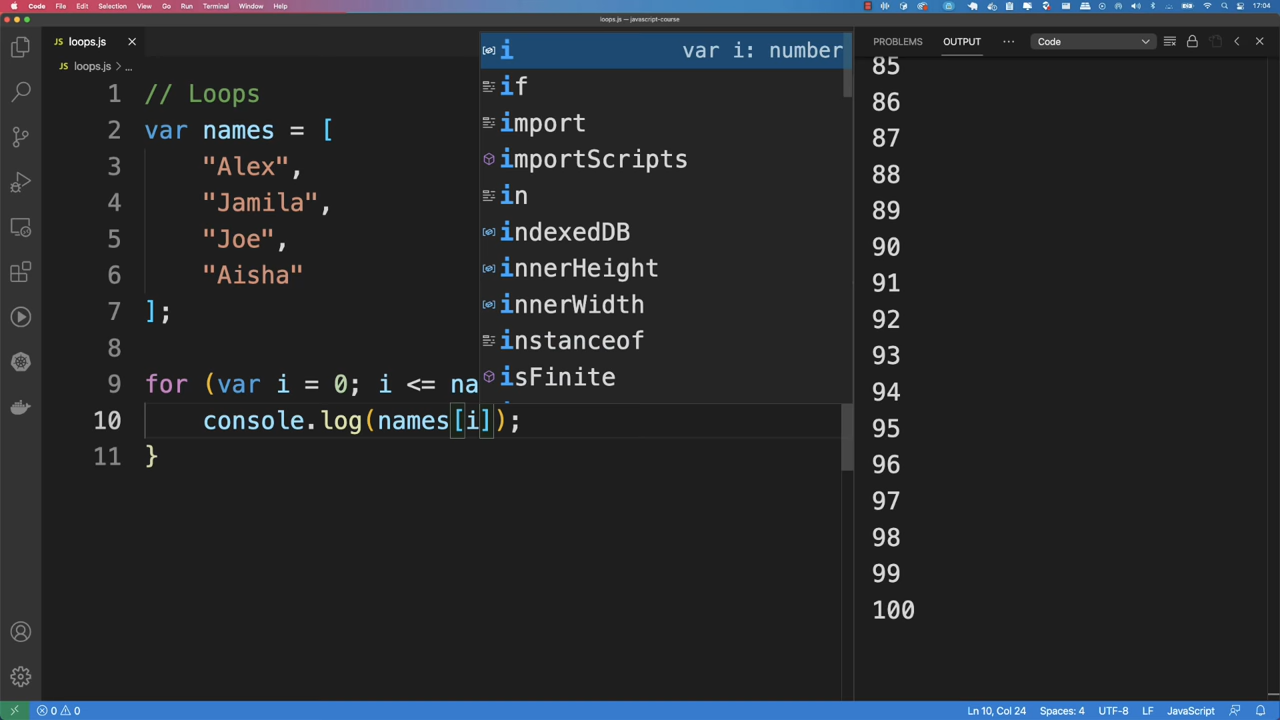 Code File Edit Selection View Go Run Terminal Window Help 17:04
loops.js — javascript-course
loops.js
PROBLEMS OUTPUT ... Code
loops.js > ...
1 // Loops
2 var names = [
3 "Alex",
4 "Jamila",
5 "Joe",
6 "Aisha"
7 ];
8
9 for (var i = 0; i <= na
10 console.log(names[i]);
11 }
i var i: number
if
import
importScripts
in
indexedDB
innerHeight
innerWidth
instanceof
isFinite
85
86
87
88
89
90
91
92
93
94
95
96
97
98
99
100
0 0 Ln 10, Col 24 Spaces: 4 UTF-8 LF JavaScript